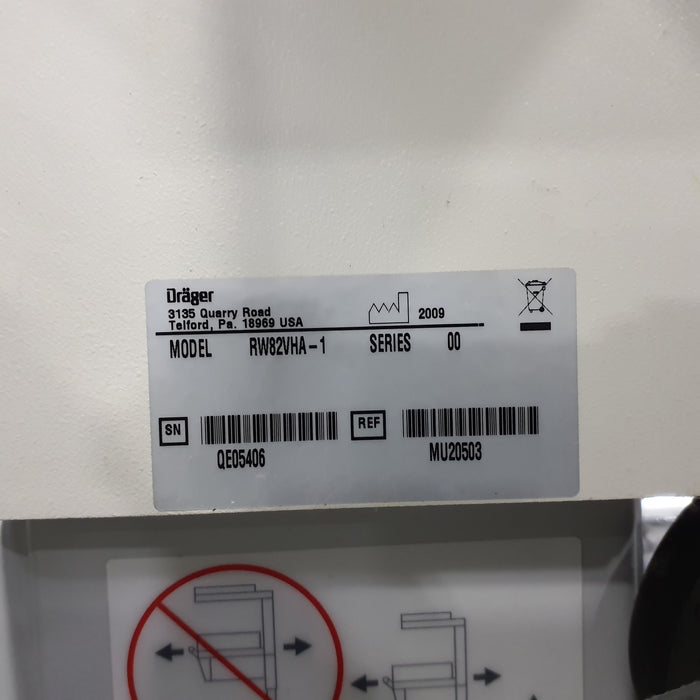 Dräger
3135 Quarry Road
Telford, Pa. 18969 USA
2009
MODEL RW82VHA-1 SERIES 00
SN
QE05406
REF
MU20503